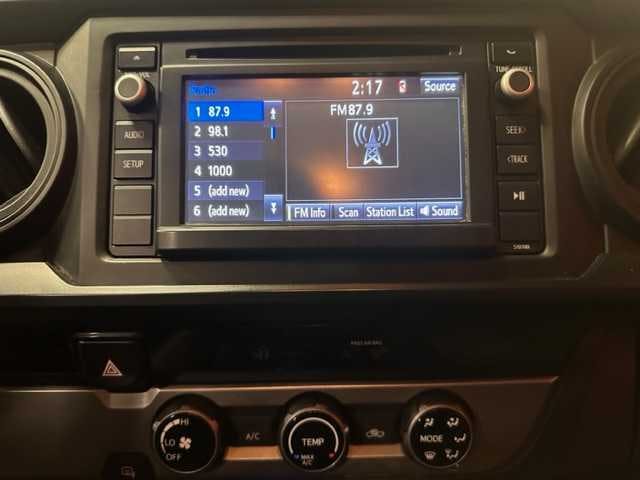 VOL
TUNE•SCROLL
2:17 Source
1 87.9
FM87.9
2 98.1
3 530
4 1000
5 (add new)
6 (add new)
FM Info Scan Station List Sound
AUDIO
SETUP
SEEK>
<TRACK
HI
LO
OFF
A/C
TEMP
MAX
A/C
MODE